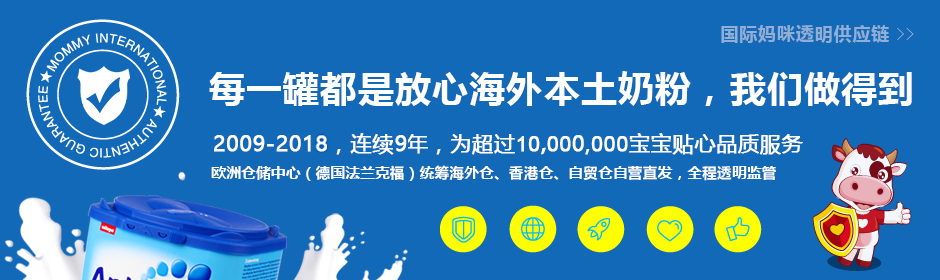 国际妈咪透明供应链 >>
MOMMY INTERNATIONAL
AUTHENTIC GUARANTEE
每一罐都是放心海外本土奶粉，我们做得到
2009-2018，连续9年，为超过10,000,000宝宝贴心品质服务
欧洲仓储中心（德国法兰克福）统筹海外仓、香港仓、自贸仓自营直发，全程透明监管